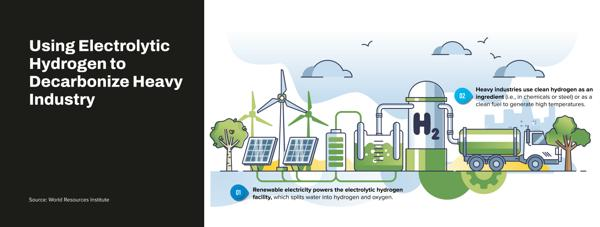 Using Electrolytic
Hydrogen to
Decarbonize Heavy
Industry
Source: World Resources Institute
01
Renewable electricity powers the electrolytic hydrogen
facility, which splits water into hydrogen and oxygen.
H2
02
Heavy industries use clean hydrogen as an
ingredient (i.e., in chemicals or steel) or as a
clean fuel to generate high temperatures.